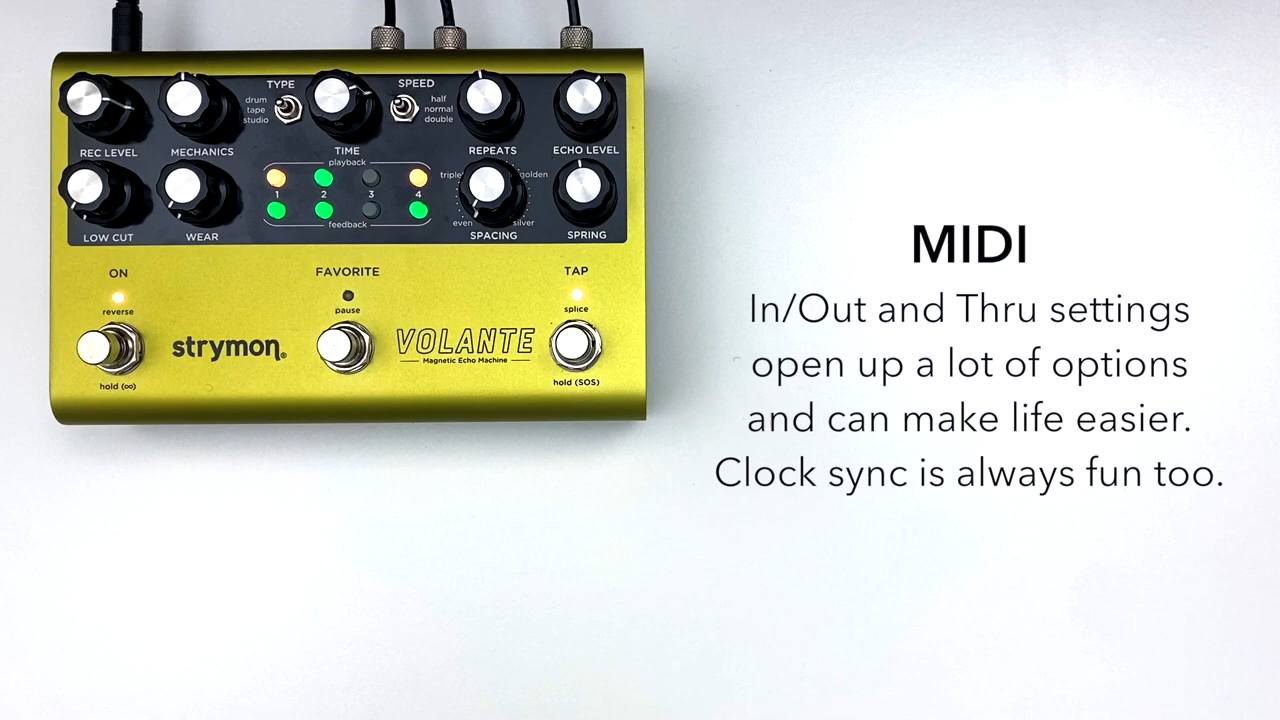 TYPE
SPEED
drum
tape
studio
half
normal
double
REC LEVEL
MECHANICS
TIME
REPEATS
ECHO LEVEL
playback
1 2 3 4
feedback
golden
even
silver
LOW CUT
WEAR
SPACING
SPRING
ON
FAVORITE
TAP
reverse
pause
splice
strymon®
VOLANTE
Magnetic Echo Machine
hold (∞)
hold (SOS)
MIDI
In/Out and Thru settings
open up a lot of options
and can make life easier.
Clock sync is always fun too.